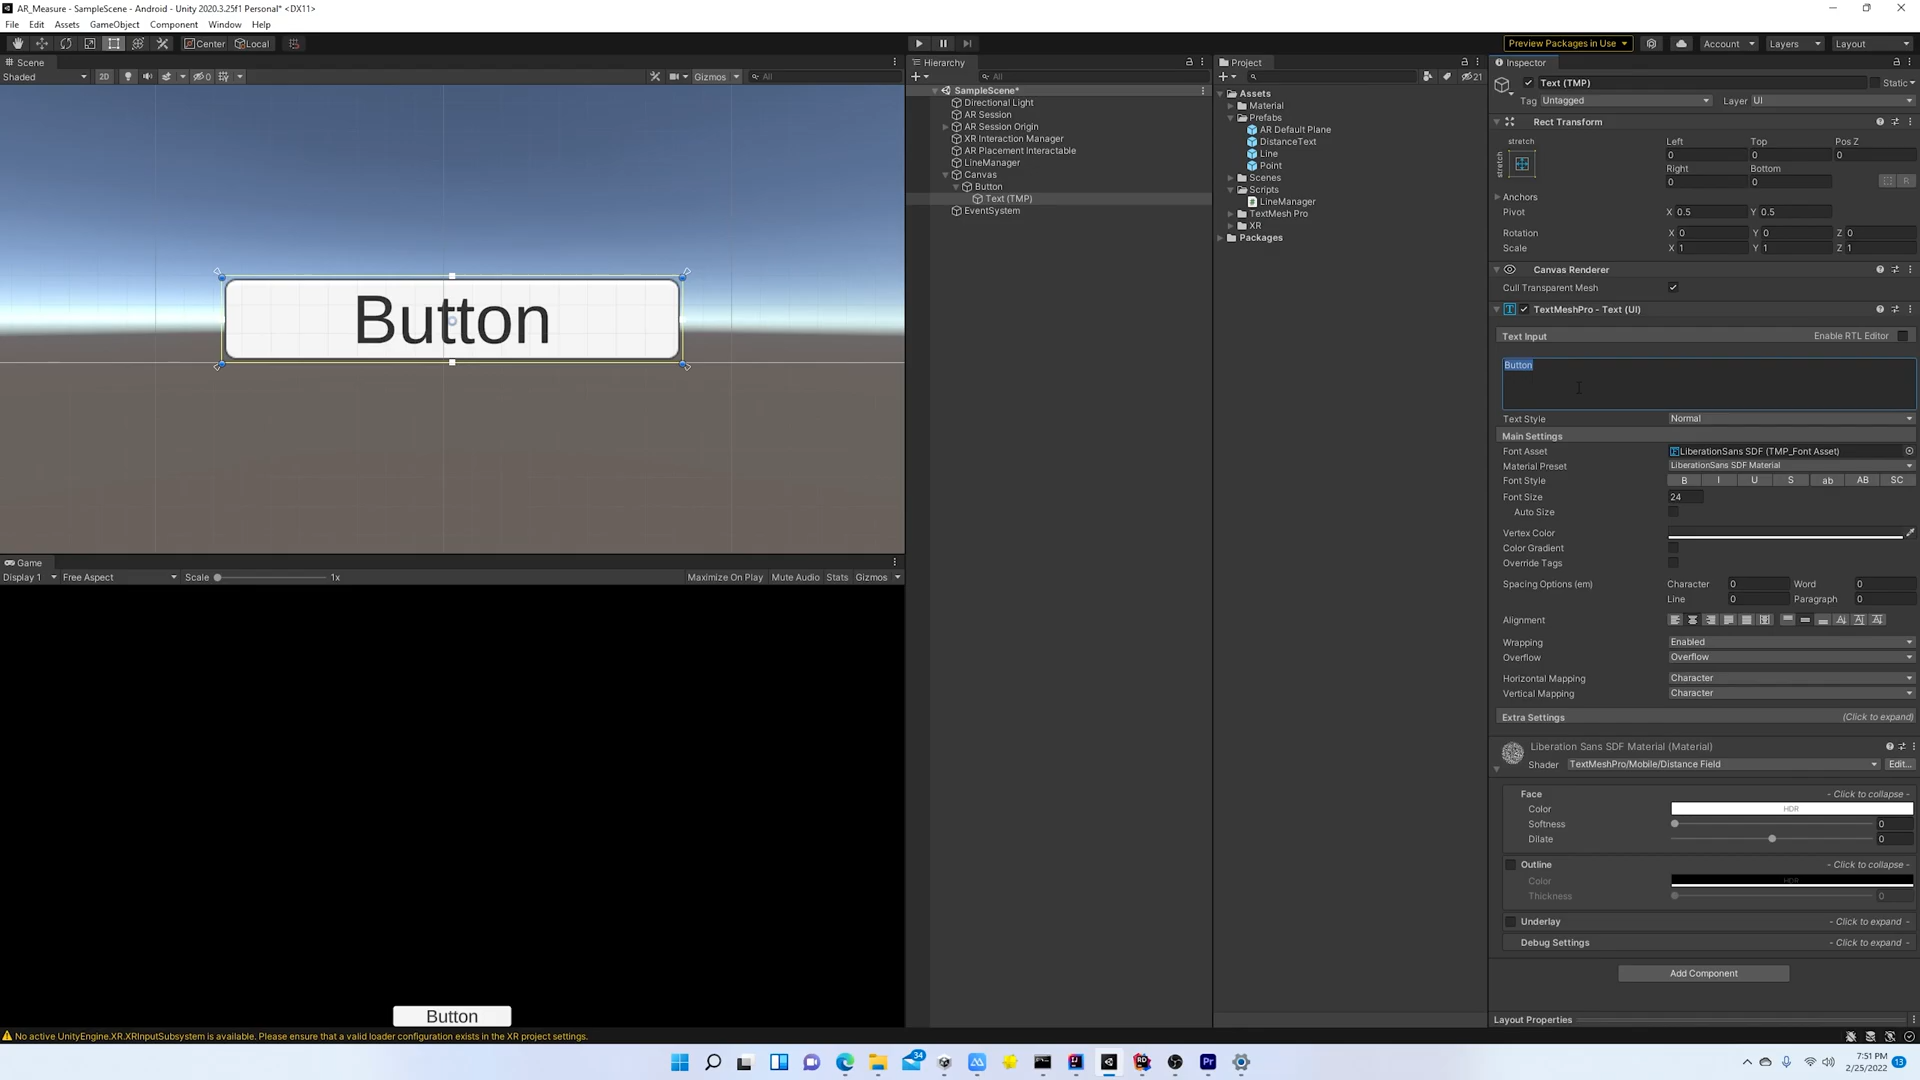 AR_Measure - SampleScene - Android - Unity 2020.3.25f1 Personal* <DX11>
File Edit Assets GameObject Component Window Help
Center Local
Preview Packages in Use Account Layers Layout
Scene
Shaded 2D 0 Gizmos All
Button
Game
Display 1 Free Aspect Scale 1x Maximize On Play Mute Audio Stats Gizmos
Button
Hierarchy
All
SampleScene*
Directional Light
AR Session
AR Session Origin
XR Interaction Manager
AR Placement Interactable
LineManager
Canvas
Button
Text (TMP)
EventSystem
Project
21
Assets
Material
Prefabs
AR Default Plane
DistanceText
Line
Point
Scenes
Scripts
LineManager
TextMesh Pro
XR
Packages
Inspector
Text (TMP) Static
Tag Untagged Layer UI
Rect Transform
stretch Left Top Pos Z
stretch 0 0 0
Right Bottom
0 0 R
Anchors
Pivot X 0.5 Y 0.5
Rotation X 0 Y 0 Z 0
Scale X 1 Y 1 Z 1
Canvas Renderer
Cull Transparent Mesh
TextMeshPro - Text (UI)
Text Input Enable RTL Editor
Button
Text Style Normal
Main Settings
Font Asset LiberationSans SDF (TMP_Font Asset)
Material Preset LiberationSans SDF Material
Font Style B I U S ab AB SC
Font Size 24
Auto Size
Vertex Color
Color Gradient
Override Tags
Spacing Options (em) Character 0 Word 0
Line 0 Paragraph 0
Alignment
Wrapping Enabled
Overflow Overflow
Horizontal Mapping Character
Vertical Mapping Character
Extra Settings (Click to expand)
Liberation Sans SDF Material (Material)
Shader TextMeshPro/Mobile/Distance Field Edit...
Face - Click to collapse -
Color HDR
Softness 0
Dilate 0
Outline - Click to collapse -
Color HDR
Thickness 0
Underlay - Click to expand -
Debug Settings - Click to expand -
Add Component
Layout Properties
No active UnityEngine.XR.XRInputSubsystem is available. Please ensure that a valid loader configuration exists in the XR project settings.
34
Pr
7:51 PM
2/25/2022
13